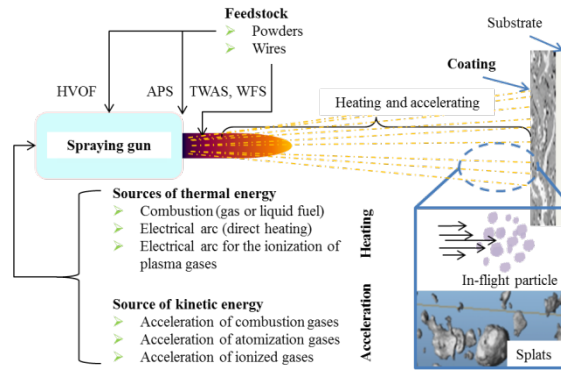 Feedstock
Powders
Wires
Substrate
HVOF
APS
TWAS, WFS
Coating
Heating and accelerating
Spraying gun
Sources of thermal energy
Combustion (gas or liquid fuel)
Electrical arc (direct heating)
Electrical arc for the ionization of
plasma gases
Heating
In-flight particle
Source of kinetic energy
Acceleration of combustion gases
Acceleration of atomization gases
Acceleration of ionized gases
Acceleration
Splats